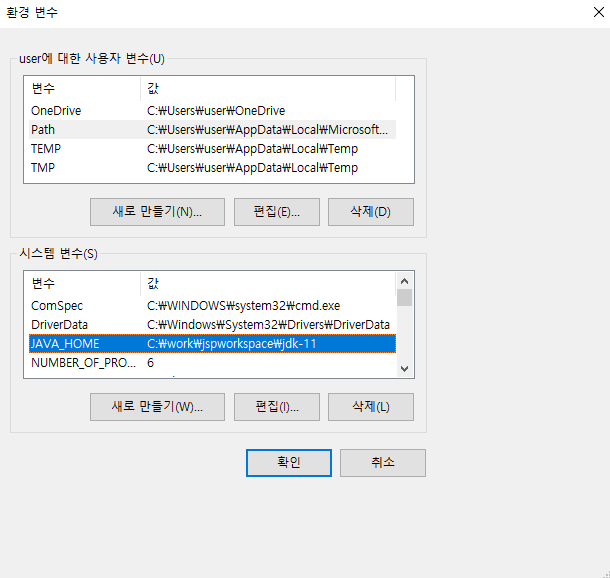 환경 변수
user에 대한 사용자 변수(U)
변수 값
OneDrive C:₩Users₩user₩OneDrive
Path C:₩Users₩user₩AppData₩Local₩Microsoft...
TEMP C:₩Users₩user₩AppData₩Local₩Temp
TMP C:₩Users₩user₩AppData₩Local₩Temp
새로 만들기(N)... 편집(E)... 삭제(D)
시스템 변수(S)
변수 값
ComSpec C:₩WINDOWS₩system32₩cmd.exe
DriverData C:₩Windows₩System32₩Drivers₩DriverData
JAVA_HOME C:₩work₩jspworkspace₩jdk-11
NUMBER_OF_PRO... 6
새로 만들기(W)... 편집(I)... 삭제(L)
확인 취소